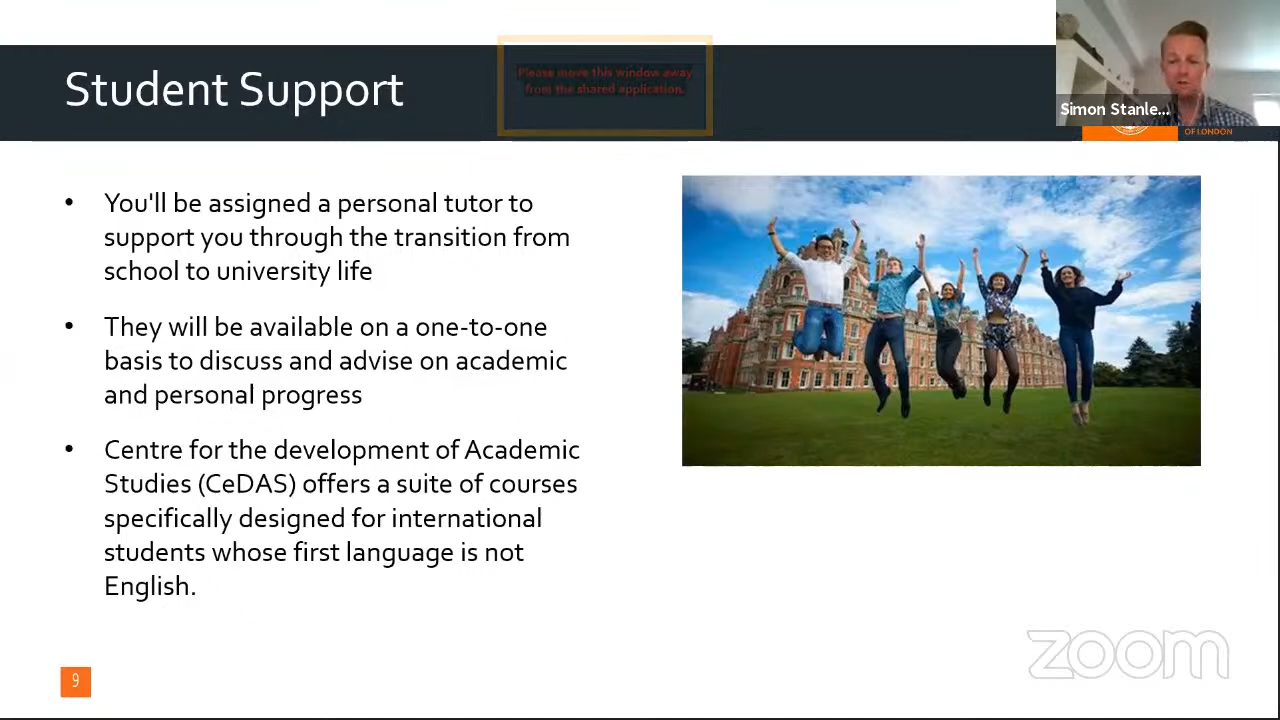 Student Support
Please move this window away
from the shared application.
Simon Stanle...
OF LONDON
• You'll be assigned a personal tutor to
support you through the transition from
school to university life
• They will be available on a one-to-one
basis to discuss and advise on academic
and personal progress
• Centre for the development of Academic
Studies (CeDAS) offers a suite of courses
specifically designed for international
students whose first language is not
English.
zoom
9